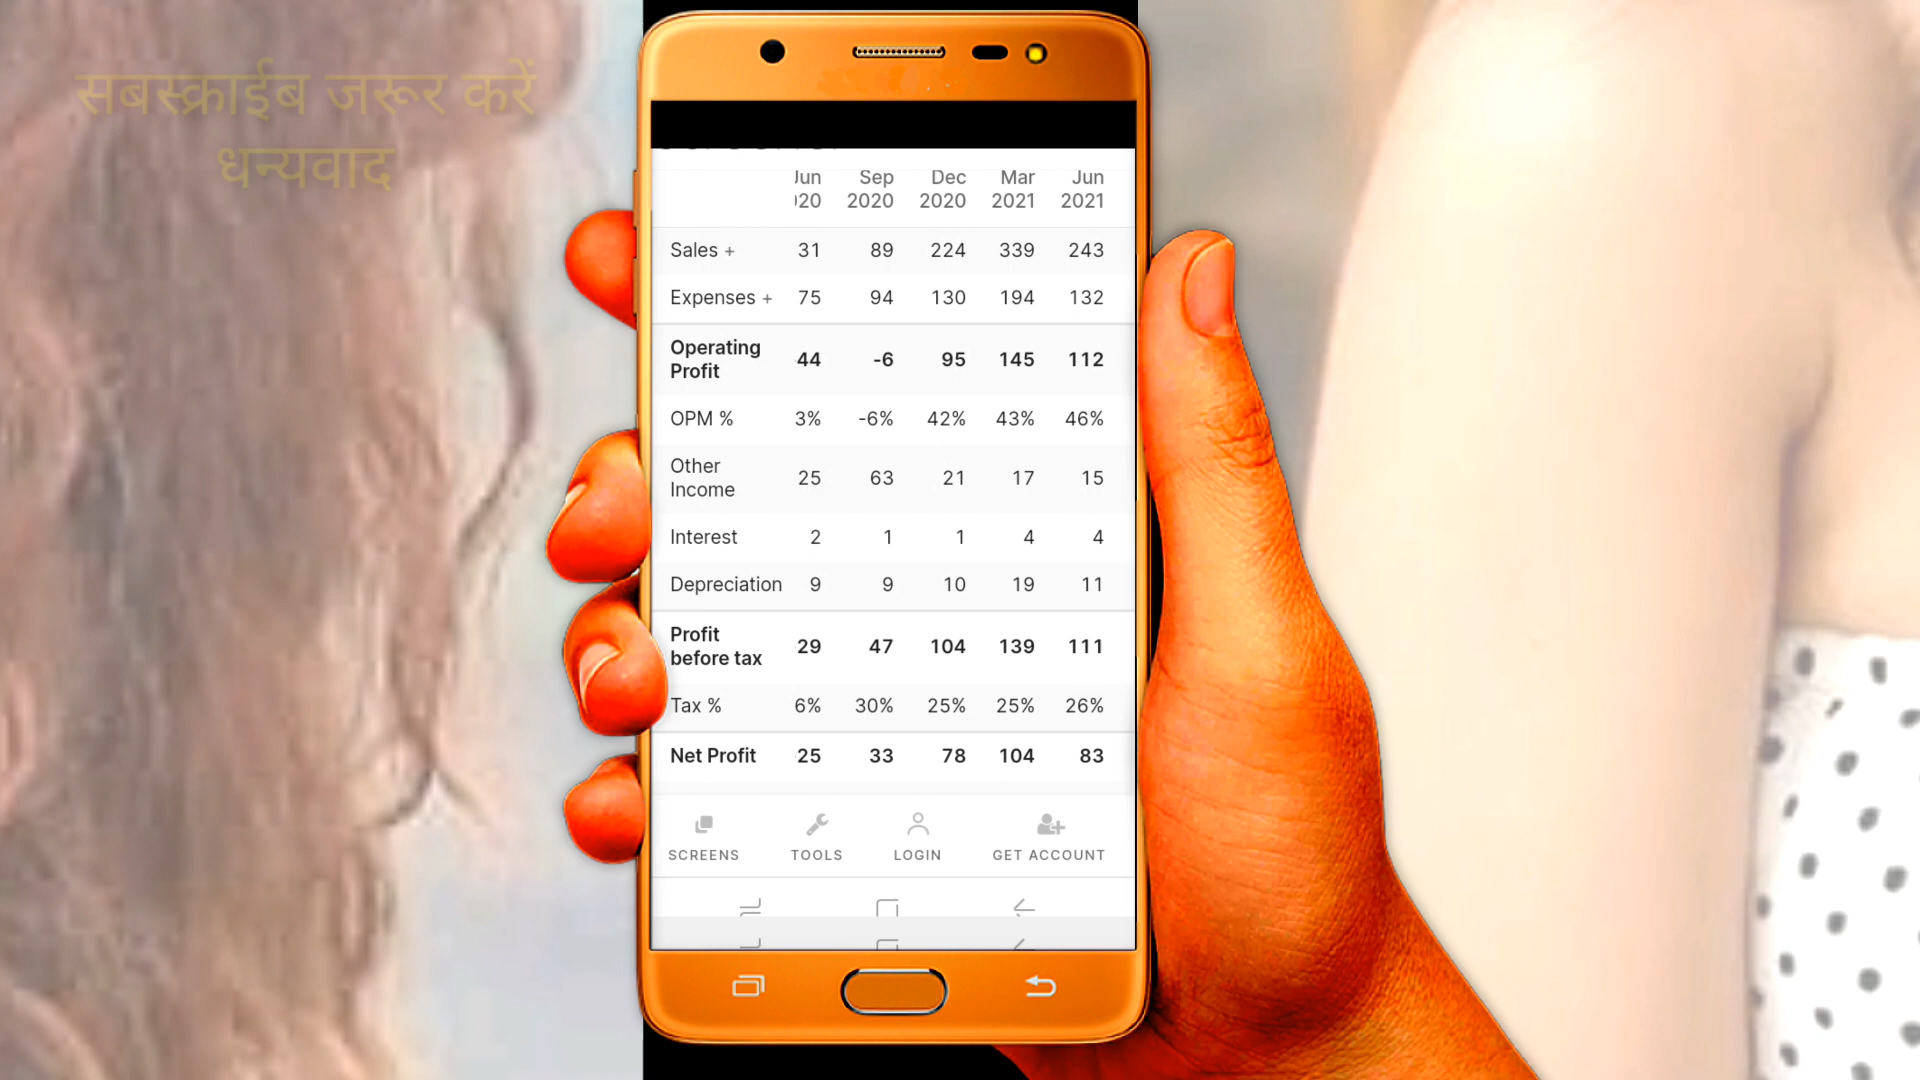 सबस्क्राईब जरूर करें
धन्यवाद
Jun Sep Dec Mar Jun
020 2020 2020 2021 2021
Sales + 31 89 224 339 243
Expenses + 75 94 130 194 132
Operating Profit 44 -6 95 145 112
OPM % 3% -6% 42% 43% 46%
Other Income 25 63 21 17 15
Interest 2 1 1 4 4
Depreciation 9 9 10 19 11
Profit before tax 29 47 104 139 111
Tax % 6% 30% 25% 25% 26%
Net Profit 25 33 78 104 83
SCREENS TOOLS LOGIN GET ACCOUNT